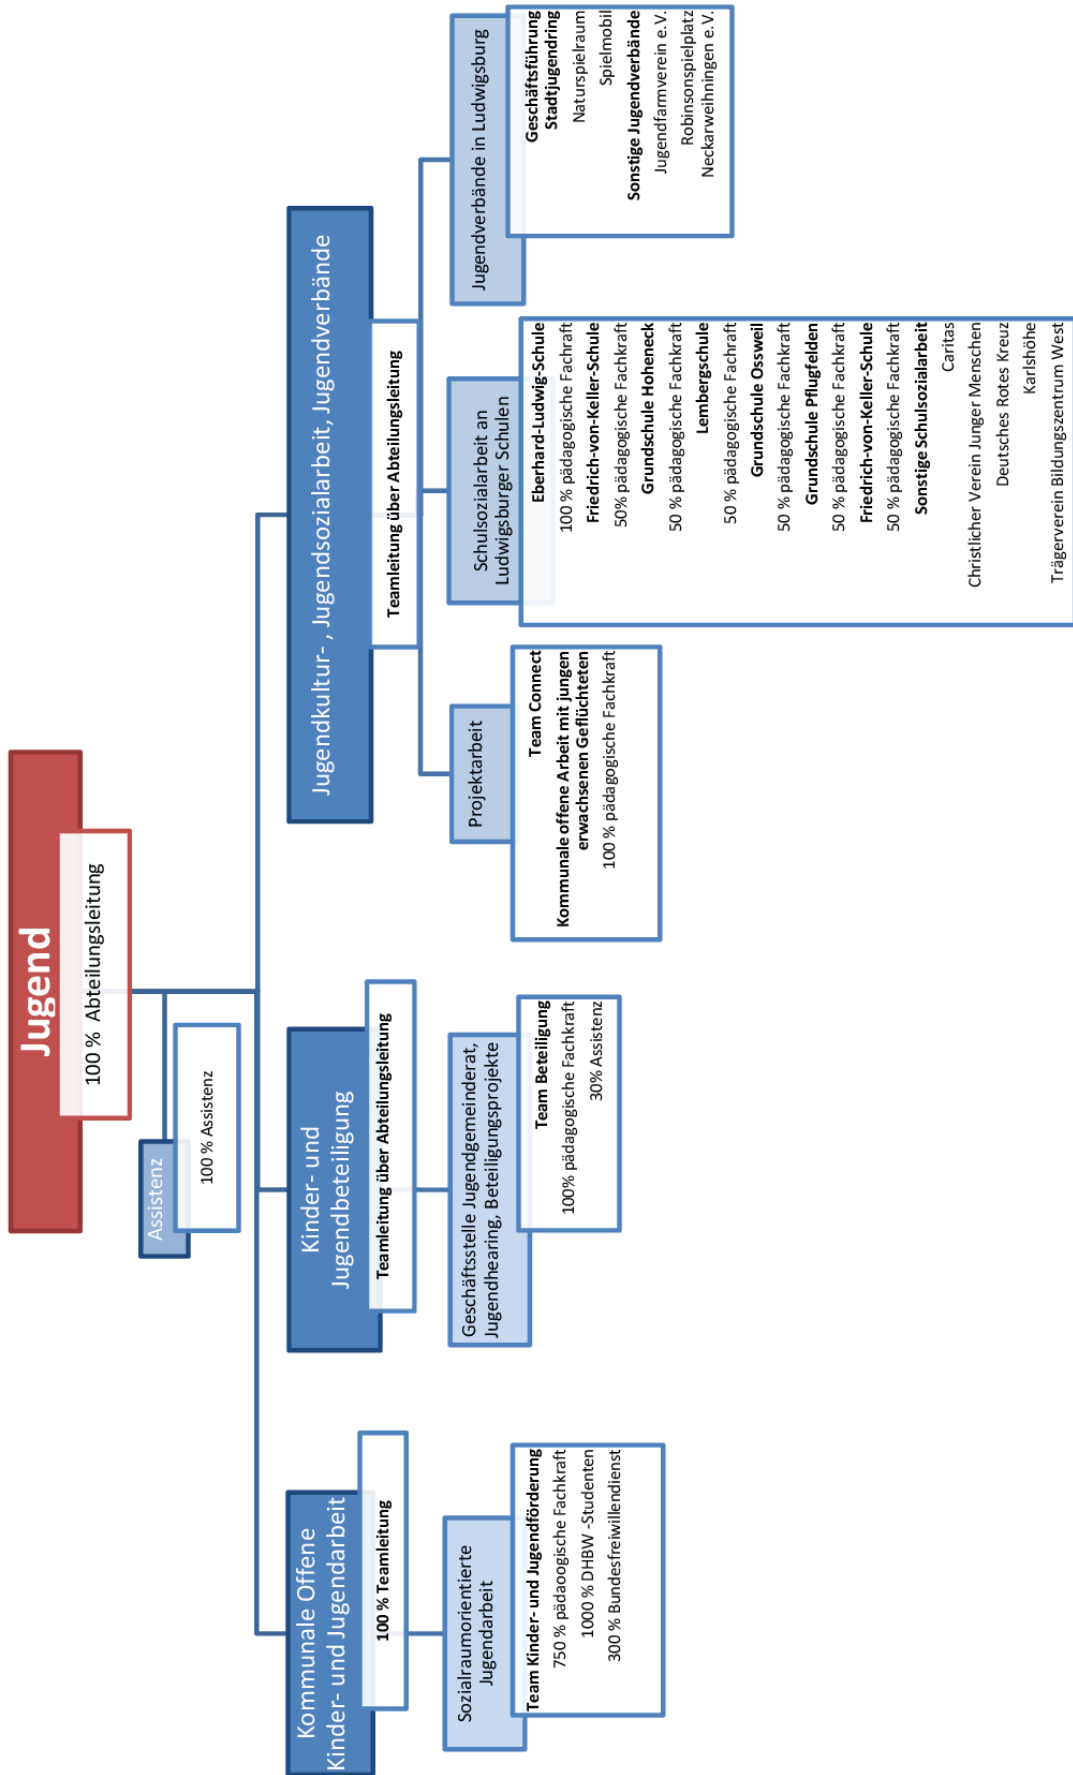 Jugend
100 % Abteilungsleitung
Assistenz
100 % Assistenz
Kommunale Offene
Kinder- und Jugendarbeit
100 % Teamleitung
Sozialraumorientierte
Jugendarbeit
Team Kinder- und Jugendförderung
750 % pädaoogische Fachkraft
1000 % DHBW -Studenten
300 % Bundesfreiwillendienst
Kinder- und
Jugendbeteiligung
Teamleitung über Abteilungsleitung
Geschäftsstelle Jugendgemeinderat,
Jugendhearing, Beteiligungsprojekte
Team Beteiligung
100% pädagogische Fachkraft
30% Assistenz
Jugendkultur- , Jugendsozialarbeit, Jugendverbände
Teamleitung über Abteilungsleitung
Projektarbeit
Team Connect
Kommunale offene Arbeit mit jungen
erwachsenen Geflüchteten
100 % pädagogische Fachkraft
Schulsozialarbeit an
Ludwigsburger Schulen
Eberhard-Ludwig-Schule
100 % pädagogische Fachraft
Friedrich-von-Keller-Schule
50% pädagogische Fachkraft
Grundschule Hoheneck
50 % pädagogische Fachkraft
Lembergschule
50 % pädagogische Fachraft
Grundschule Ossweil
50 % pädagogische Fachkraft
Grundschule Pflugfelden
50 % pädagogische Fachkraft
Friedrich-von-Keller-Schule
50 % pädagogische Fachkraft
Sonstige Schulsozialarbeit
Caritas
Christlicher Verein Junger Menschen
Deutsches Rotes Kreuz
Karlshöhe
Trägerverein Bildungszentrum West
Jugendverbände in Ludwigsburg
Geschäftsführung
Stadtjugendring
Naturspielraum
Spielmobil
Sonstige Jugendverbände
Jugendfarmverein e.V.
Robinsonspielplatz
Neckarweihningen e.V.